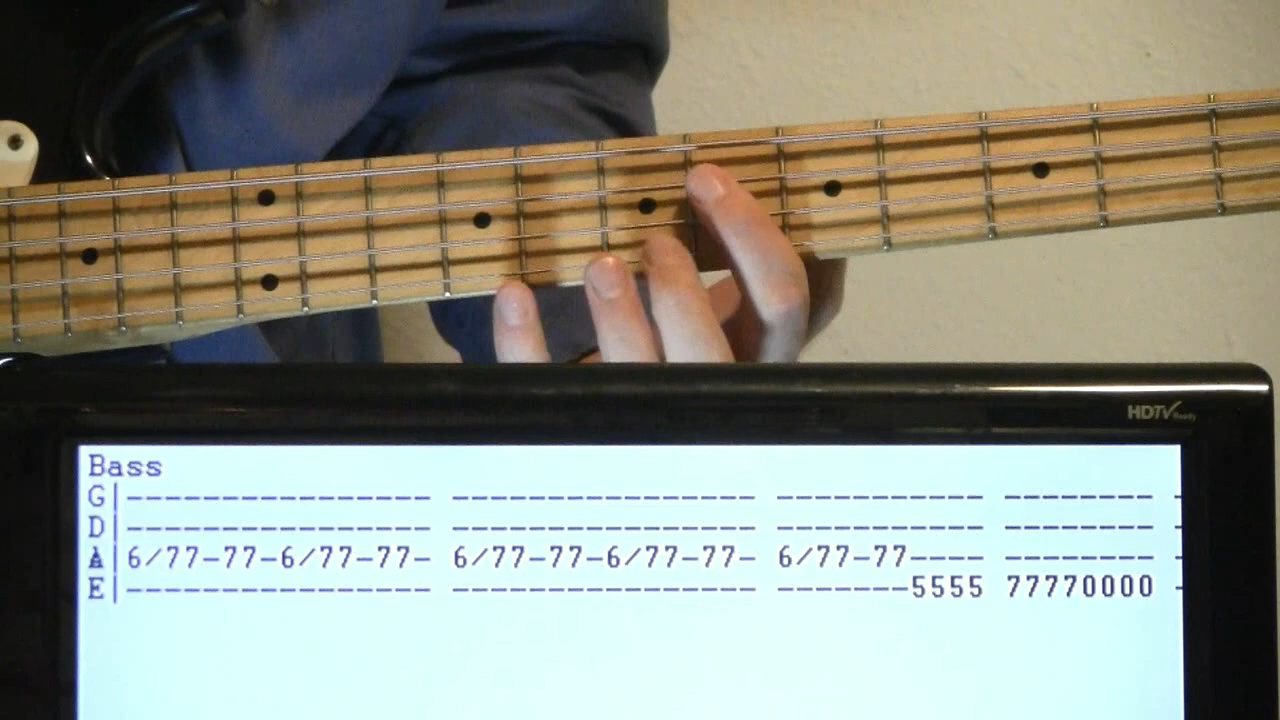 HDTV Ready
Bass
G|---------------- ---------------- ----------- -------- -
D|---------------- ---------------- ----------- -------- -
A|6/77-77-6/77-77- 6/77-77-6/77-77- 6/77-77---- -------- -
E|---------------- ---------------- -------5555 77770000 -